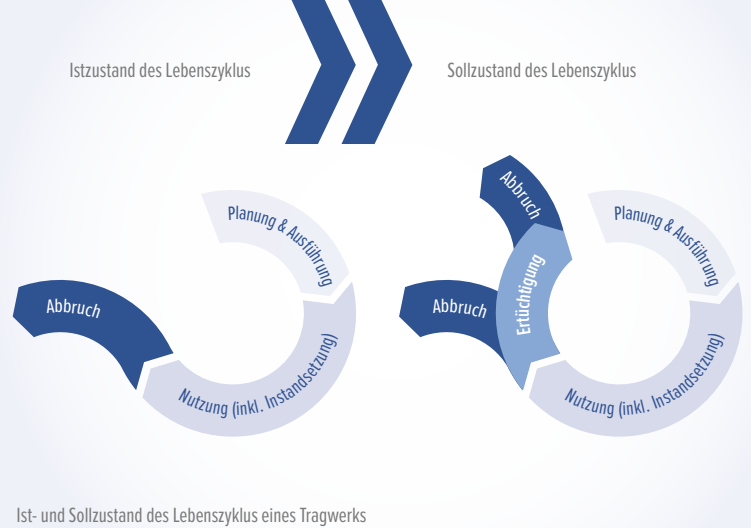 Istzustand des Lebenszyklus
Sollzustand des Lebenszyklus
Planung & Ausführung
Abbruch
Nutzung (inkl. Instandsetzung)
Abbruch
Planung & Ausführung
Ertüchtigung
Abbruch
Nutzung (inkl. Instandsetzung)
Ist- und Sollzustand des Lebenszyklus eines Tragwerks